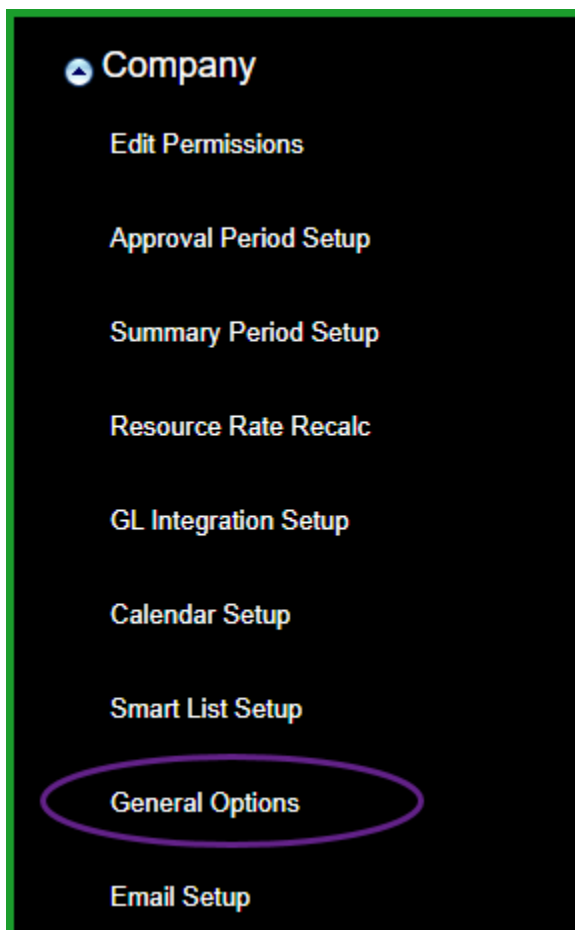 Company
Edit Permissions
Approval Period Setup
Summary Period Setup
Resource Rate Recalc
GL Integration Setup
Calendar Setup
Smart List Setup
General Options
Email Setup